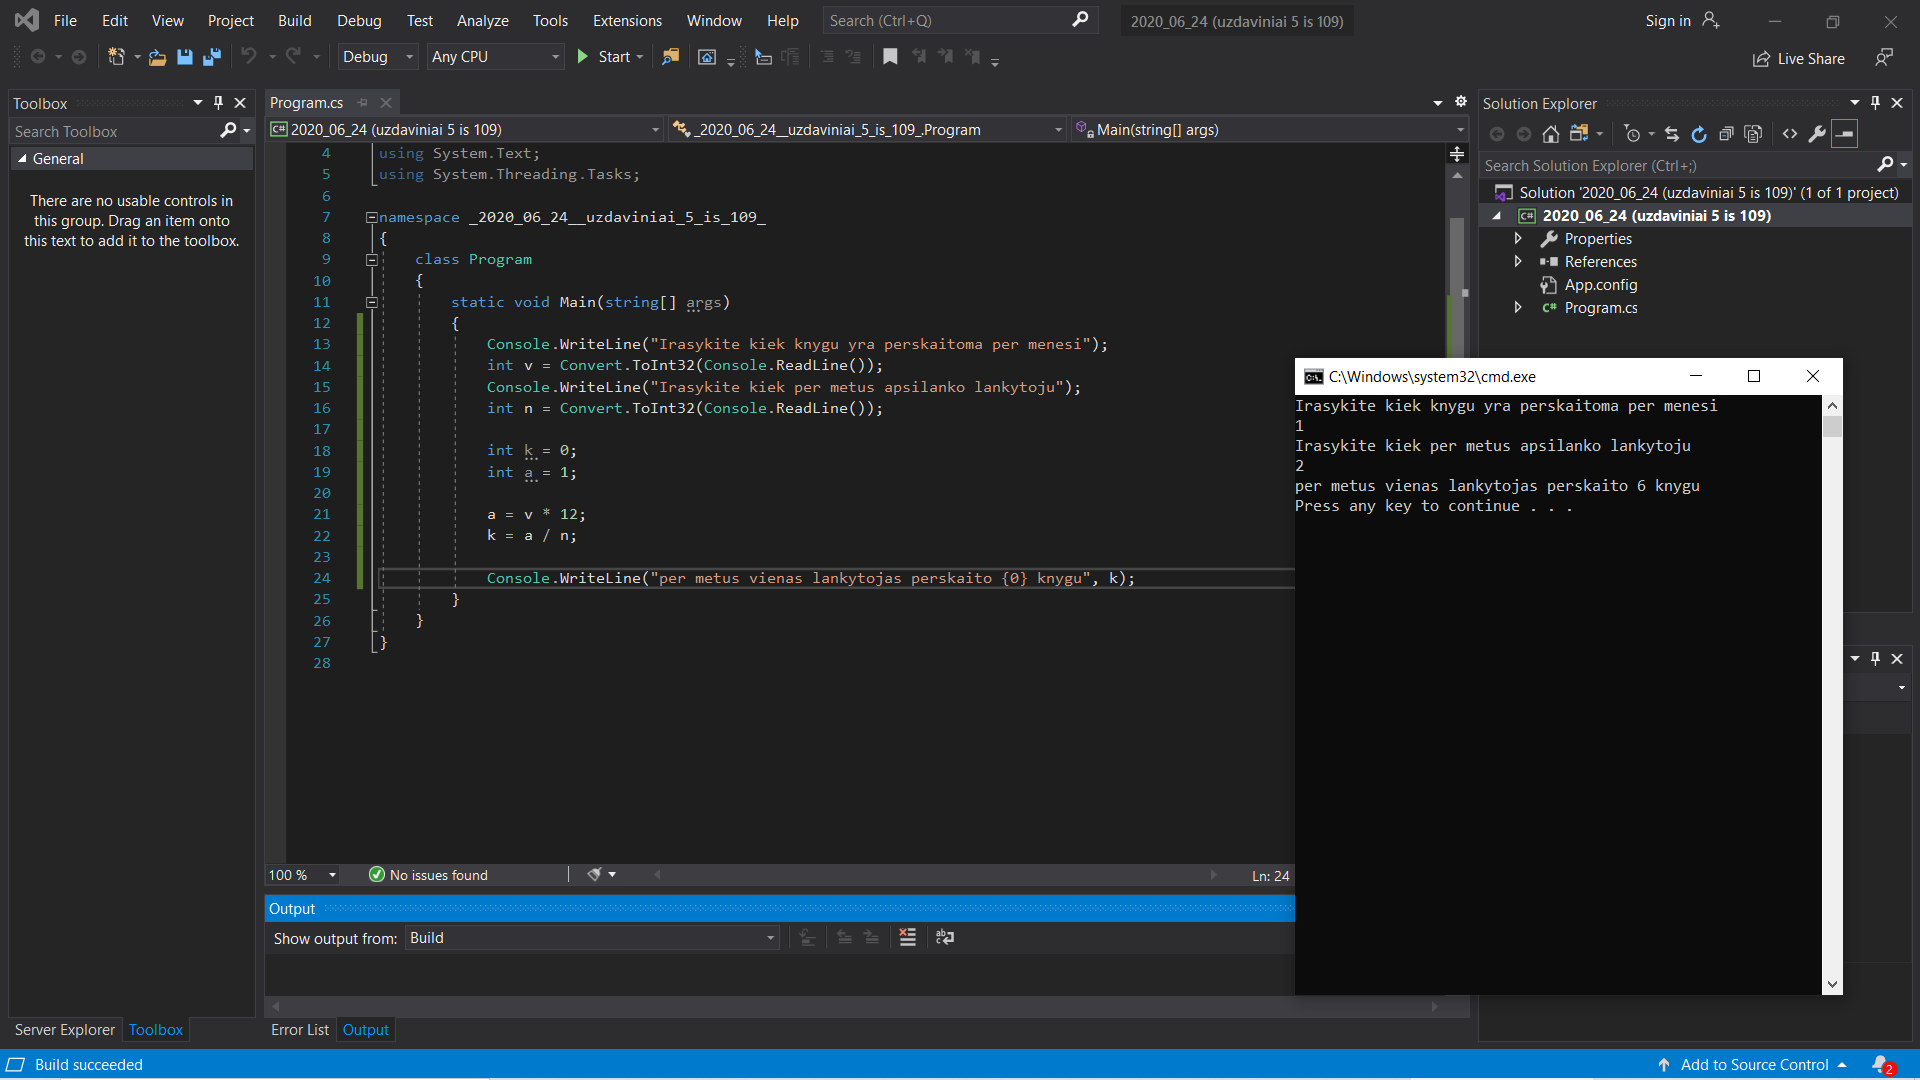 File Edit View Project Build Debug Test Analyze Tools Extensions Window Help Search (Ctrl+Q) 2020_06_24 (uzdaviniai 5 is 109) Sign in
Debug Any CPU Start Live Share
Toolbox
Search Toolbox
General
There are no usable controls in
this group. Drag an item onto
this text to add it to the toolbox.
Program.cs
C# 2020_06_24 (uzdaviniai 5 is 109) _2020_06_24__uzdaviniai_5_is_109_.Program Main(string[] args)
4 using System.Text;
5 using System.Threading.Tasks;
6
7 namespace _2020_06_24__uzdaviniai_5_is_109_
8 {
9 class Program
10 {
11 static void Main(string[] args)
12 {
13 Console.WriteLine("Irasykite kiek knygu yra perskaitoma per menesi");
14 int v = Convert.ToInt32(Console.ReadLine());
15 Console.WriteLine("Irasykite kiek per metus apsilanko lankytoju");
16 int n = Convert.ToInt32(Console.ReadLine());
17
18 int k = 0;
19 int a = 1;
20
21 a = v * 12;
22 k = a / n;
23
24 Console.WriteLine("per metus vienas lankytojas perskaito {0} knygu", k);
25 }
26 }
27 }
28
100 % No issues found Ln: 24
Output
Show output from: Build
Server Explorer Toolbox
Error List Output
Solution Explorer
Search Solution Explorer (Ctrl+;)
Solution '2020_06_24 (uzdaviniai 5 is 109)' (1 of 1 project)
C# 2020_06_24 (uzdaviniai 5 is 109)
Properties
References
App.config
C# Program.cs
C:\Windows\system32\cmd.exe
Irasykite kiek knygu yra perskaitoma per menesi
1
Irasykite kiek per metus apsilanko lankytoju
2
per metus vienas lankytojas perskaito 6 knygu
Press any key to continue . . .
Build succeeded Add to Source Control 2